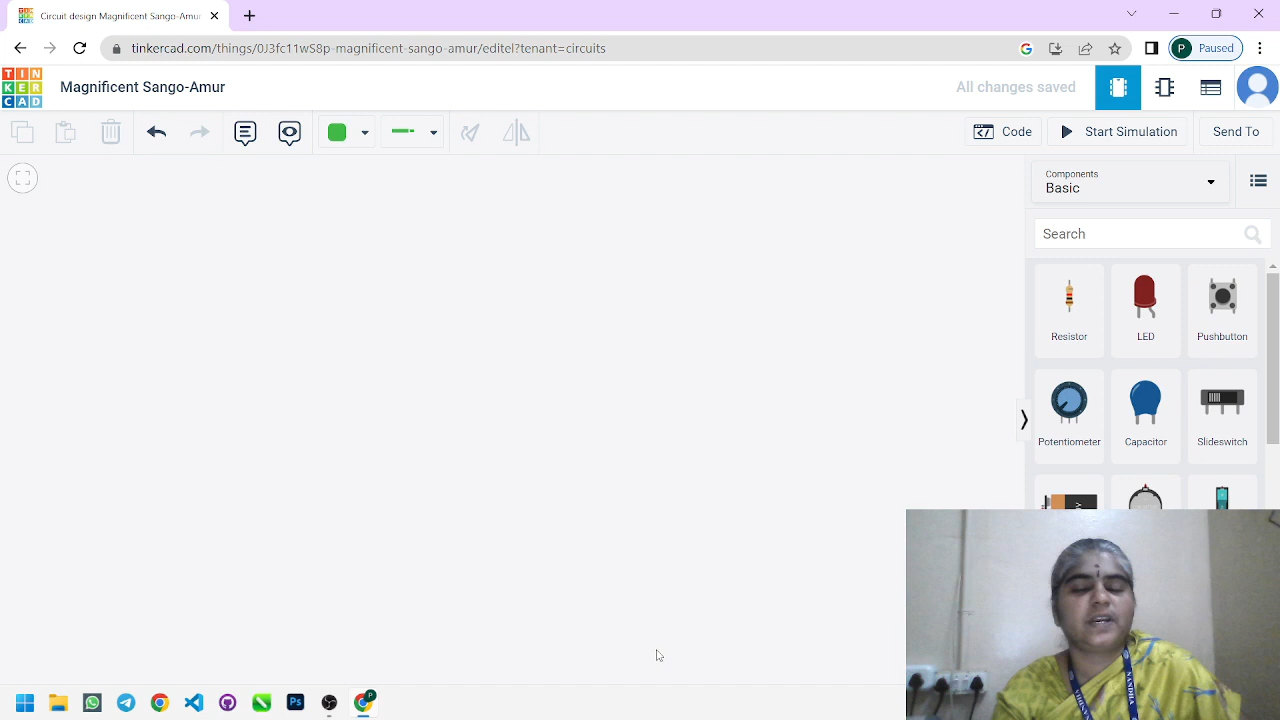 Circuit design Magnificent Sango-Amur
tinkercad.com/things/0J3fc11wS8p-magnificent-sango-amur/editel?tenant=circuits
P Paused
TIN
KER
CAD
Magnificent Sango-Amur
All changes saved
Code
Start Simulation
Send To
Components
Basic
Search
Resistor
LED
Pushbutton
Potentiometer
Capacitor
Slideswitch
Ps
P
NANDHA